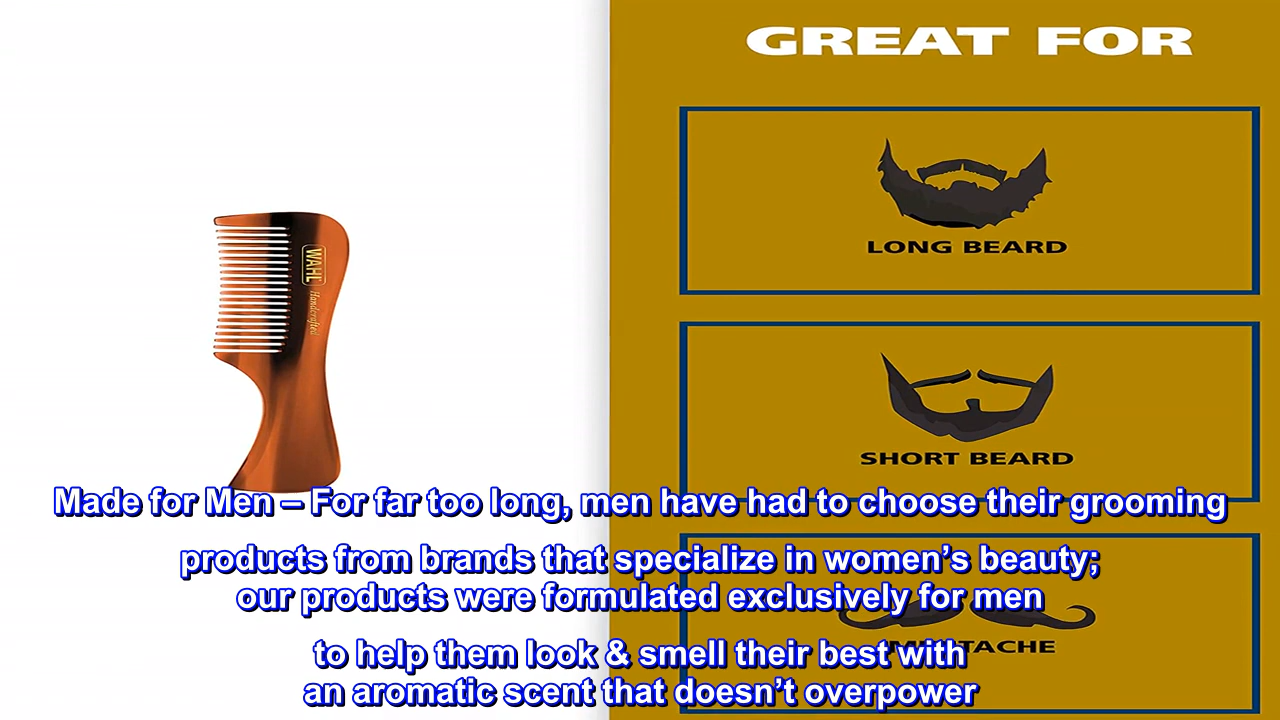 GREAT FOR
LONG BEARD
SHORT BEARD
WAHL
Handcrafted
Made for Men – For far too long, men have had to choose their grooming
products from brands that specialize in women’s beauty;
our products were formulated exclusively for men
to help them look & smell their best with
an aromatic scent that doesn’t overpower